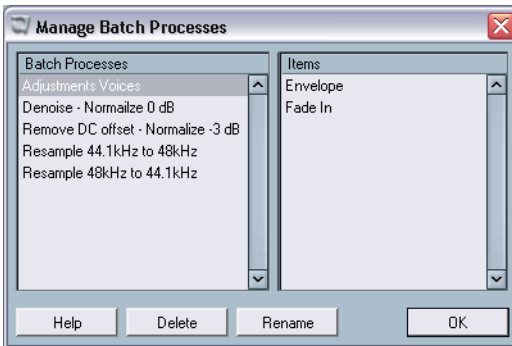 Manage Batch Processes
Batch Processes
Adjustments Voices
Denoise - Normailze 0 dB
Remove DC offset - Normalize -3 dB
Resample 44.1kHz to 48kHz
Resample 48kHz to 44.1kHz
Items
Envelope
Fade In
Help
Delete
Rename
OK